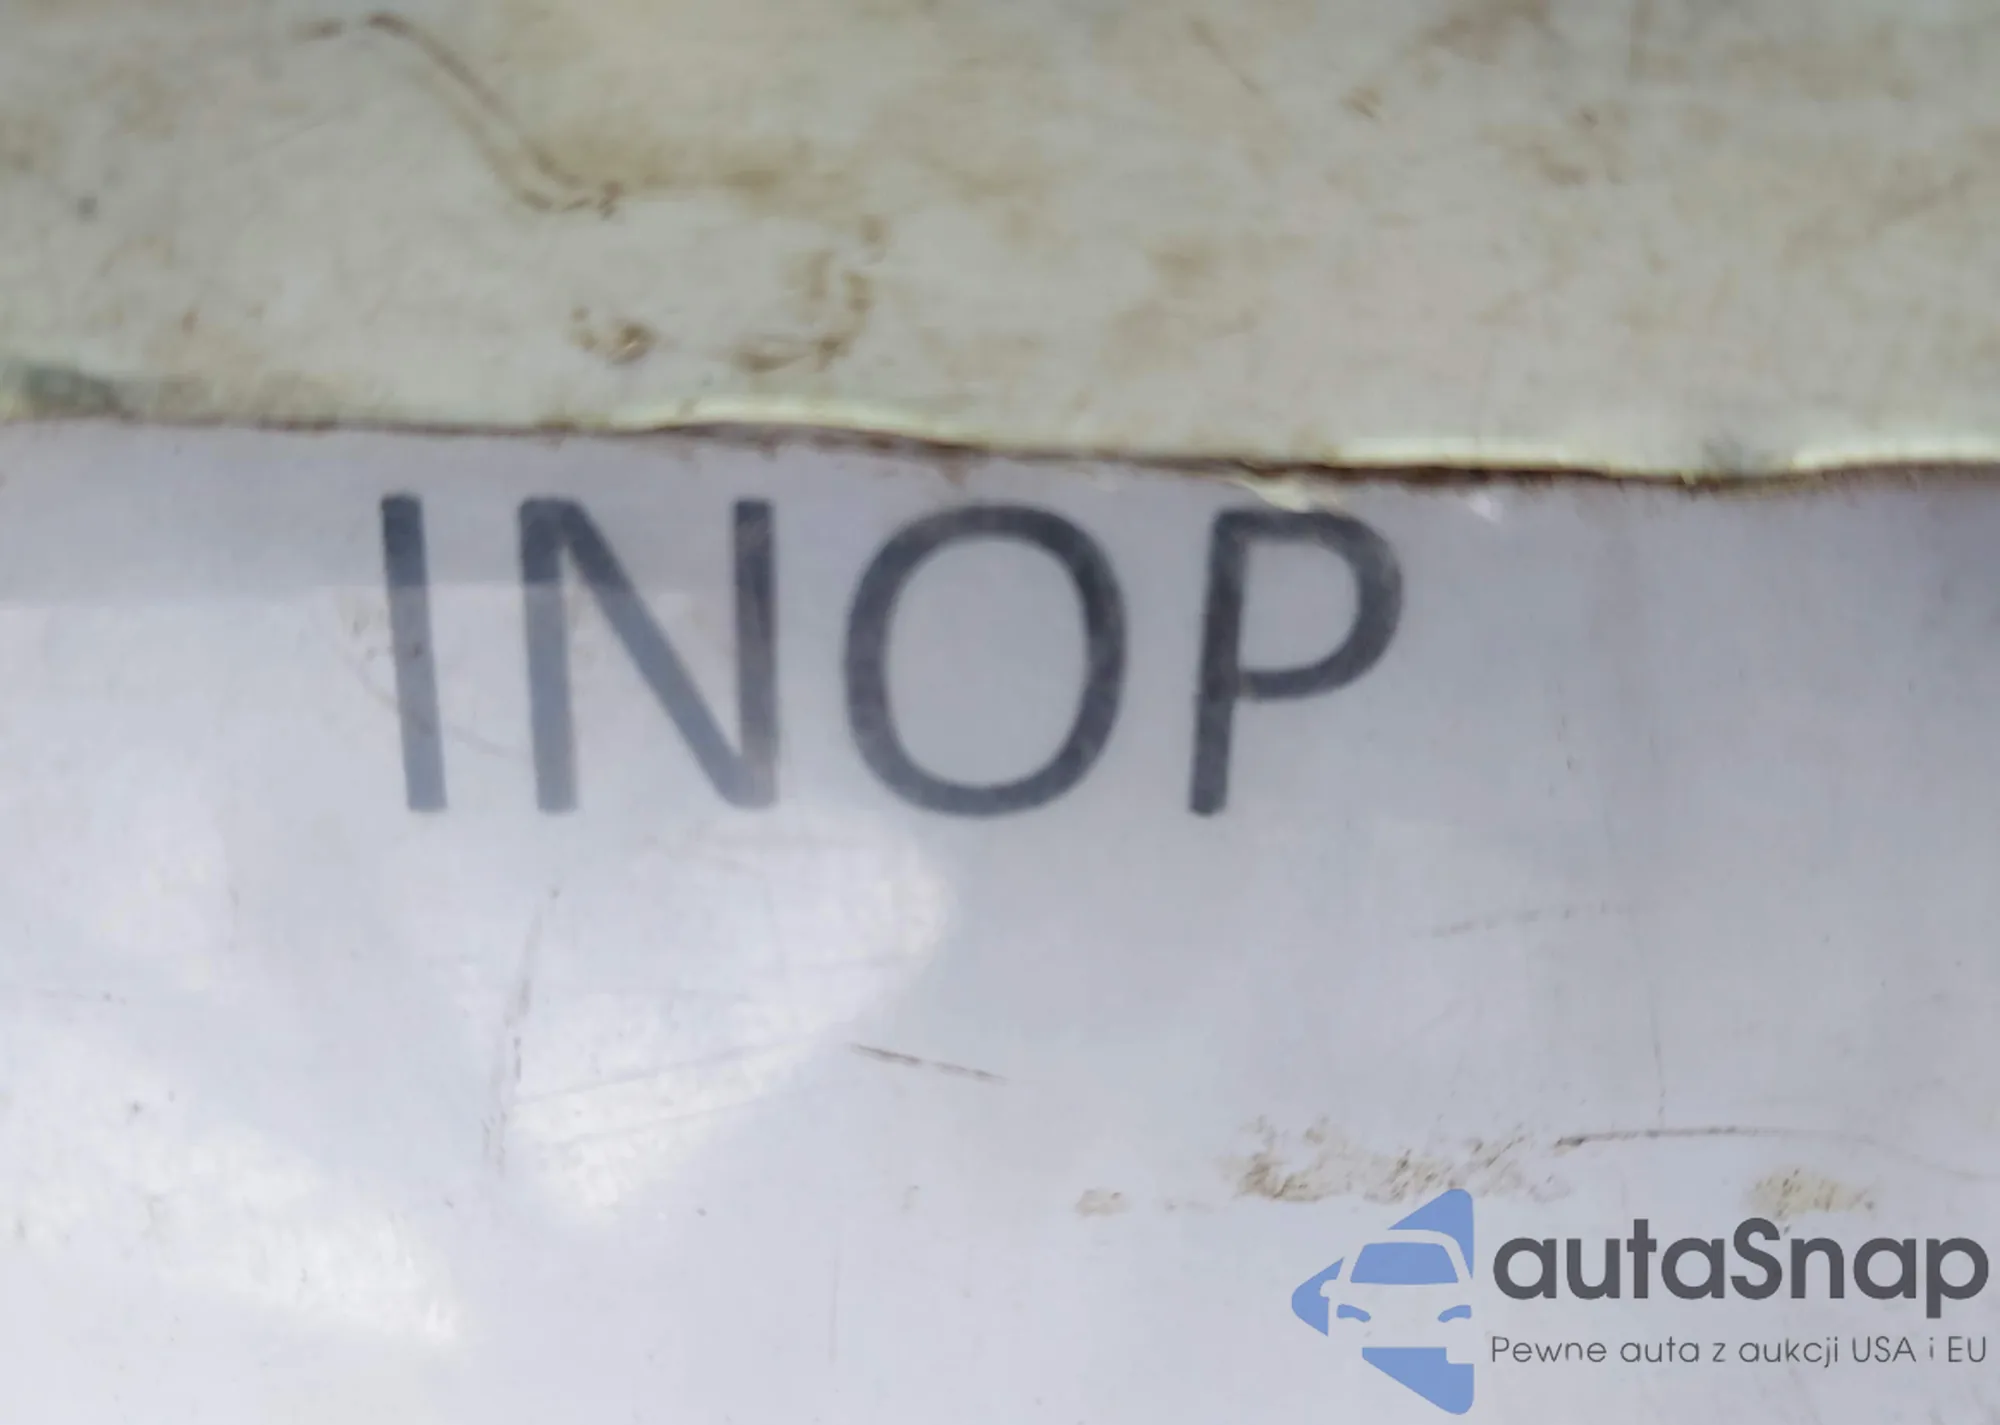 INOP
autaSnap
Pewne auta z aukcji USA i EU